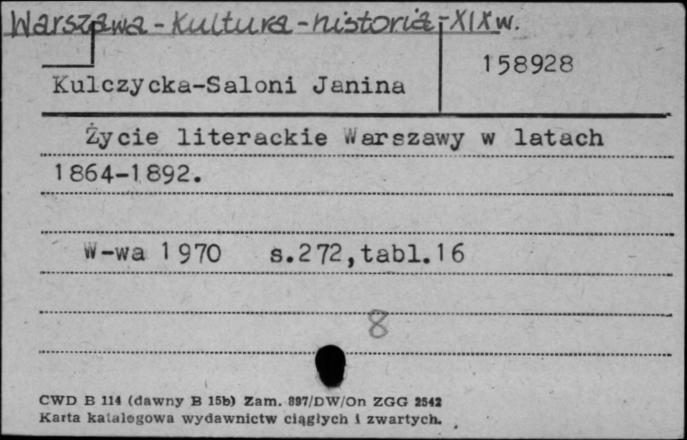 Warszawa - Kultura - historia - XIX w.
158928
Kulczycka-Saloni Janina
Życie literackie Warszawy w latach
1864-1892.
W-wa 1970 s.272,tabl.16
8
CWD B 114 (dawny B 15b) Zam. 897/DW/On ZGG 2542
Karta katalogowa wydawnictw ciągłych i zwartych.